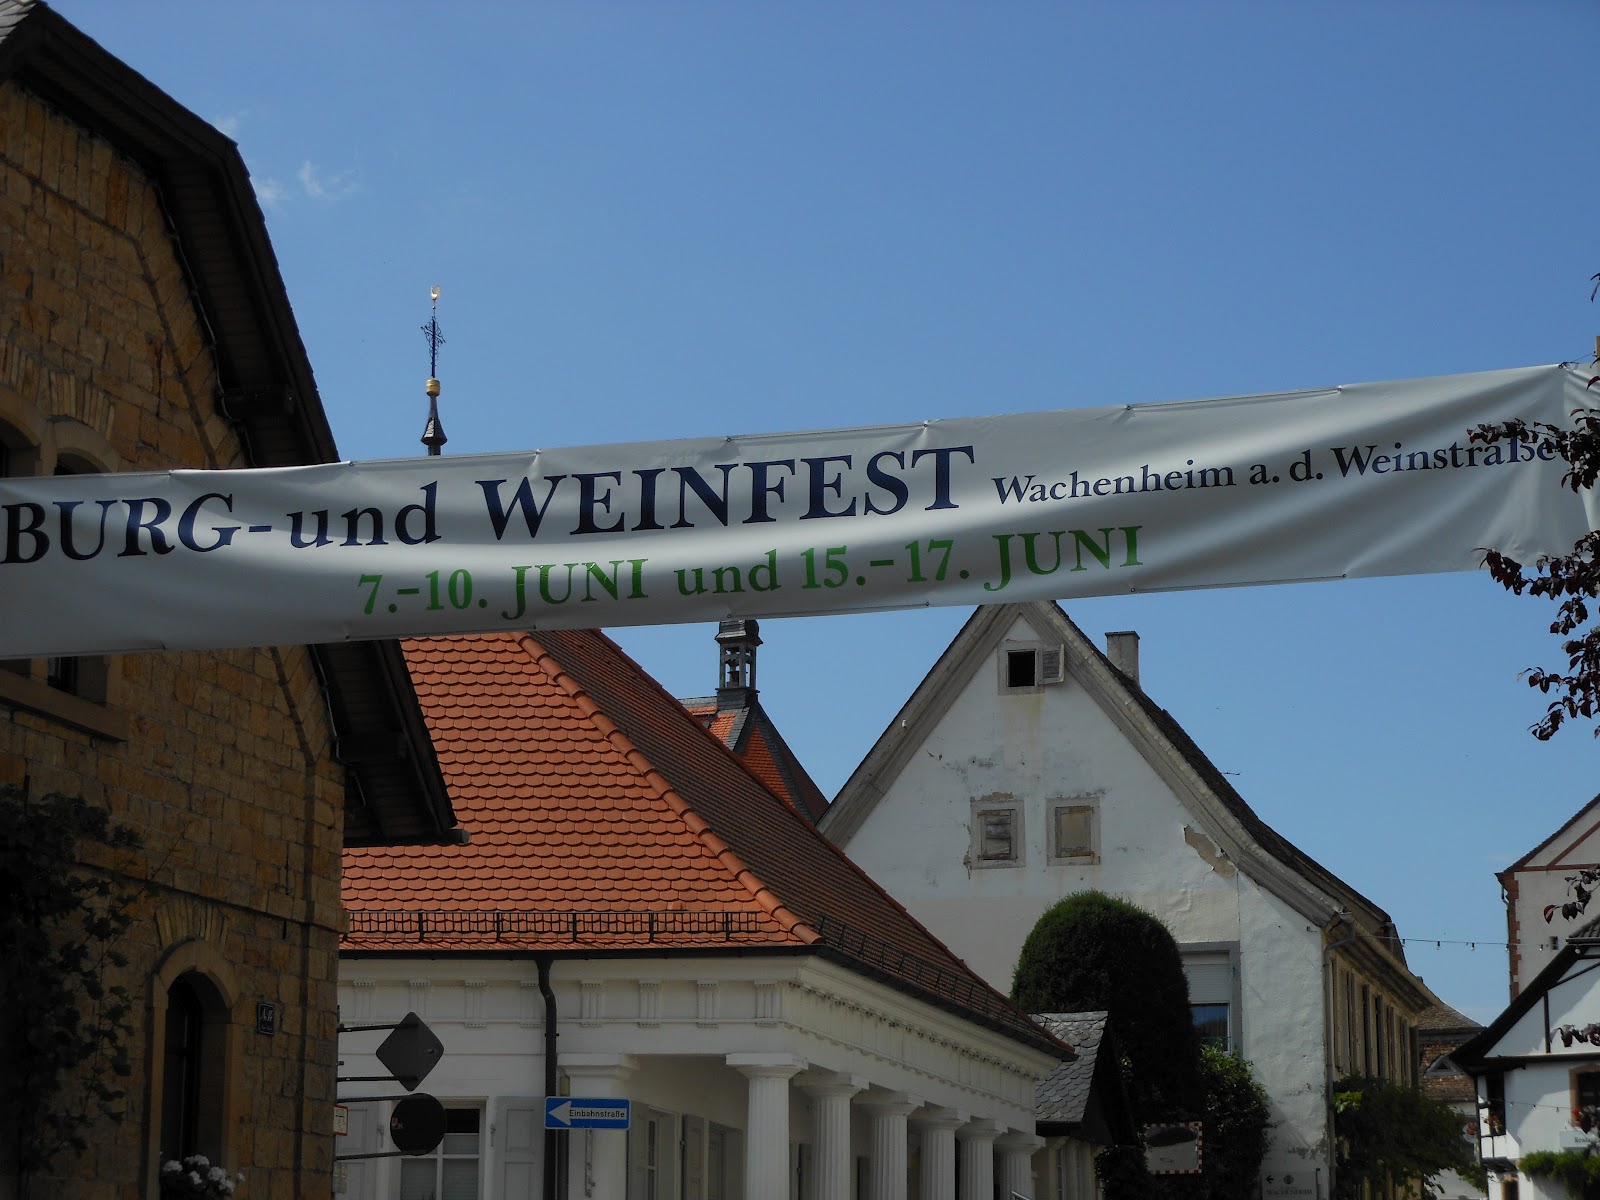 BURG-und WEINFEST Wachenheim a. d. Weinstraße
7.-10. JUNI und 15.-17. JUNI
Einbahnstraße